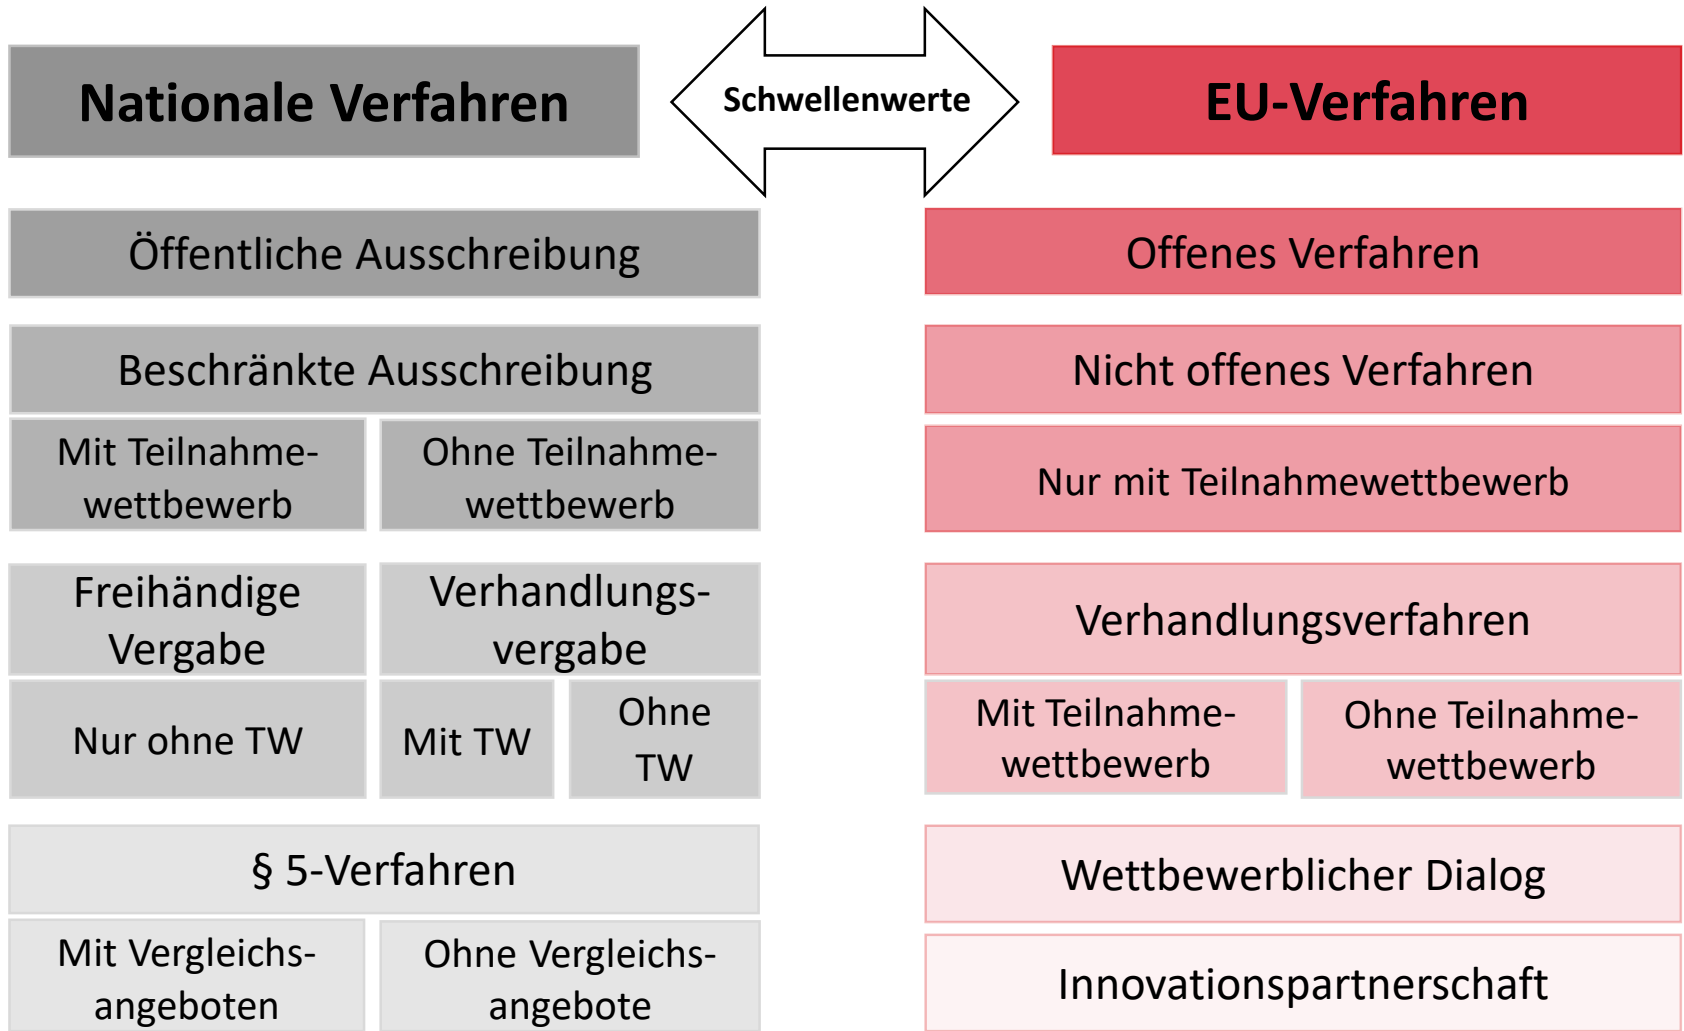 Nationale Verfahren
Schwellenwerte
EU-Verfahren
Öffentliche Ausschreibung
Offenes Verfahren
Beschränkte Ausschreibung
Nicht offenes Verfahren
Mit Teilnahme-
wettbewerb
Ohne Teilnahme-
wettbewerb
Nur mit Teilnahmewettbewerb
Freihändige
Vergabe
Verhandlungs-
vergabe
Verhandlungsverfahren
Nur ohne TW
Mit TW
Ohne
TW
Mit Teilnahme-
wettbewerb
Ohne Teilnahme-
wettbewerb
§ 5-Verfahren
Wettbewerblicher Dialog
Mit Vergleichs-
angeboten
Ohne Vergleichs-
angebote
Innovationspartnerschaft